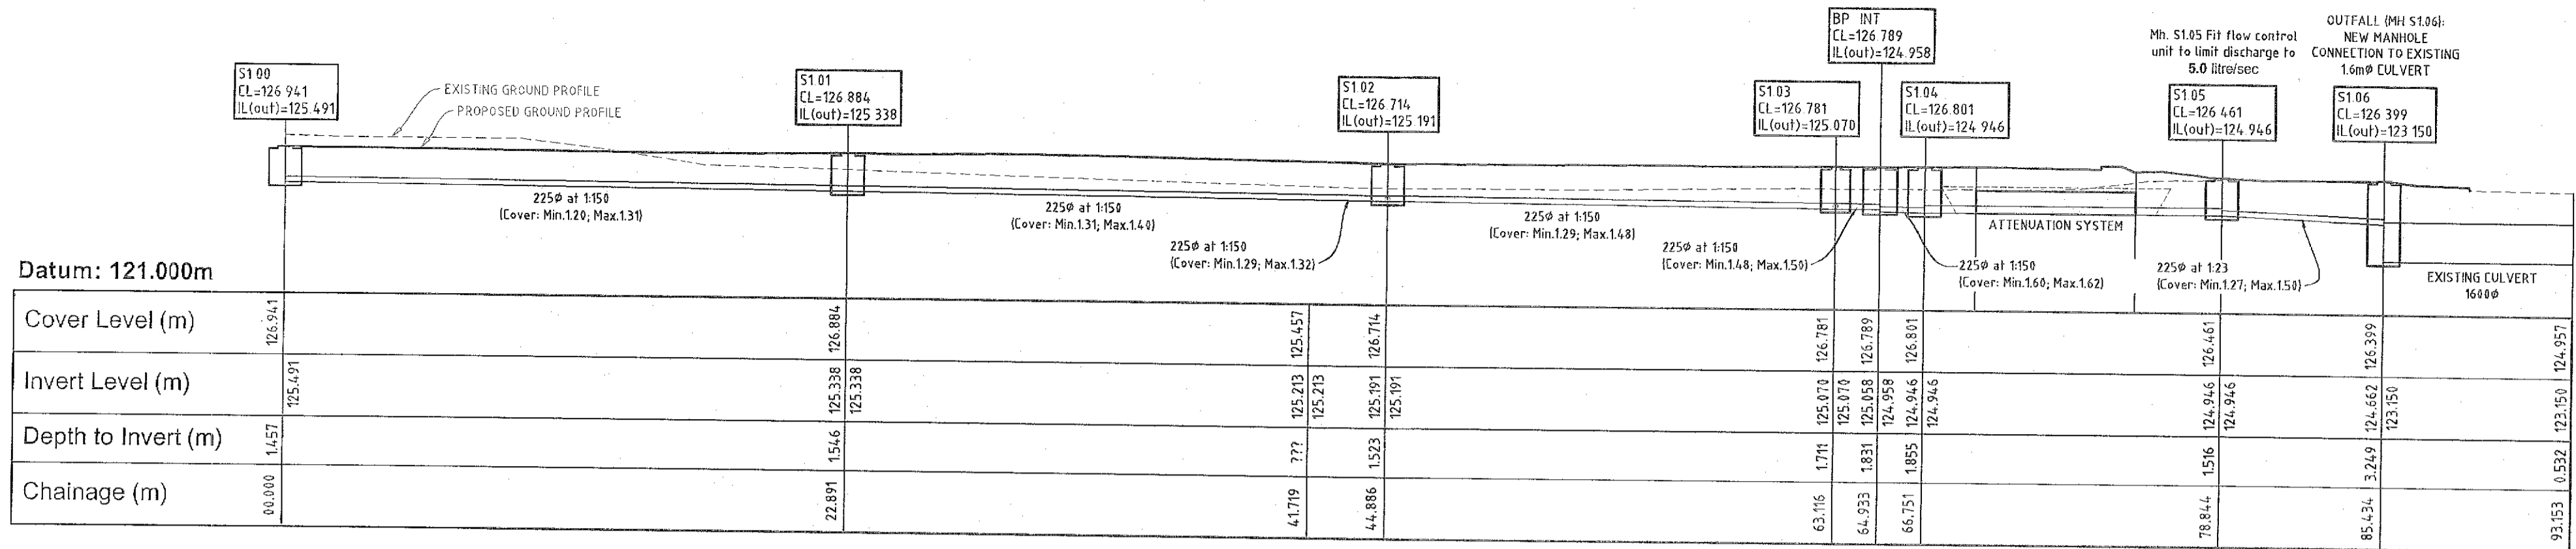 BP INT
CL=126.789
IL(out)=124.958
Mh. S1.05 Fit flow control
unit to limit discharge to
5.0 litre/sec
OUTFALL (MH S1.06):
NEW MANHOLE
CONNECTION TO EXISTING
1.6mØ CULVERT
S1 00
CL=126 941
IL(out)=125.491
EXISTING GROUND PROFILE
PROPOSED GROUND PROFILE
S1 01
CL=126 884
IL(out)=125 338
S1 02
CL=126.714
IL(out)=125.191
S1.03
CL=126.781
IL(out)=125.070
S1.04
CL=126.801
IL(out)=124 946
S1.05
CL=126 461
IL(out)=124.946
S1.06
CL=126 399
IL(out)=123 150
225Ø at 1:150
(Cover: Min.1.20; Max.1.31)
225Ø at 1:150
(Cover: Min.1.31; Max.1.40)
225Ø at 1:150
(Cover: Min.1.29; Max.1.32)
225Ø at 1:150
(Cover: Min.1.29; Max.1.48)
225Ø at 1:150
(Cover: Min.1.48; Max.1.50)
225Ø at 1:150
(Cover: Min.1.60; Max.1.62)
ATTENUATION SYSTEM
225Ø at 1:23
(Cover: Min.1.27; Max.1.50)
EXISTING CULVERT
1600Ø
Datum: 121.000m
Cover Level (m) 126.941 126.884 125.457 126.714 126.781 126.789 126.801 126.461 126.399 124.957
Invert Level (m) 125.491 125.338 125.338 125.213 125.213 125.191 125.191 125.070 125.070 125.058 124.958 124.946 124.946 124.946 124.946 124.662 123.150 123.150
Depth to Invert (m) 1.457 1.546 ??? 1.523 1.711 1.831 1.855 1.516 3.249 0.532
Chainage (m) 00.000 22.891 41.719 44.886 63.116 64.933 66.751 78.844 85.434 93.153